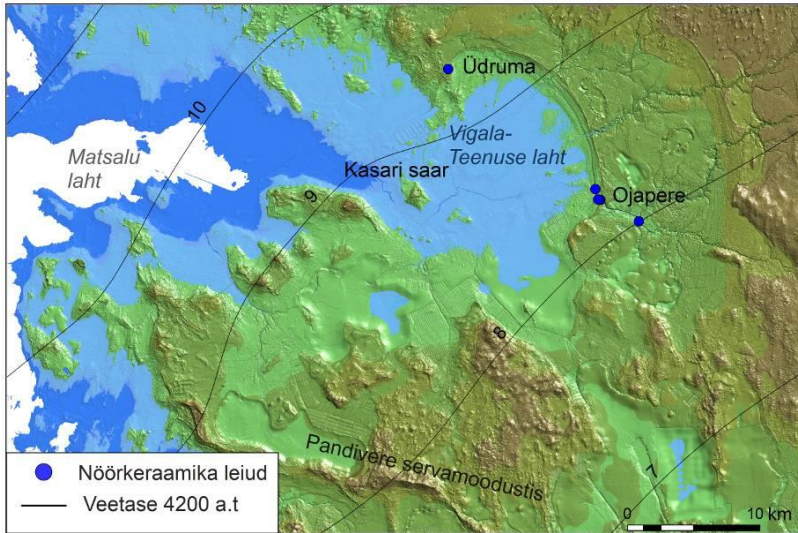 Üdruma
10
Vigala-
Teenuse laht
Matsalu
laht
Kasari saar
9
Ojapere
8
Pandivere servamoodustis
7
Nöörkeraamika leiud
Veetase 4200 a.t
0
10 km